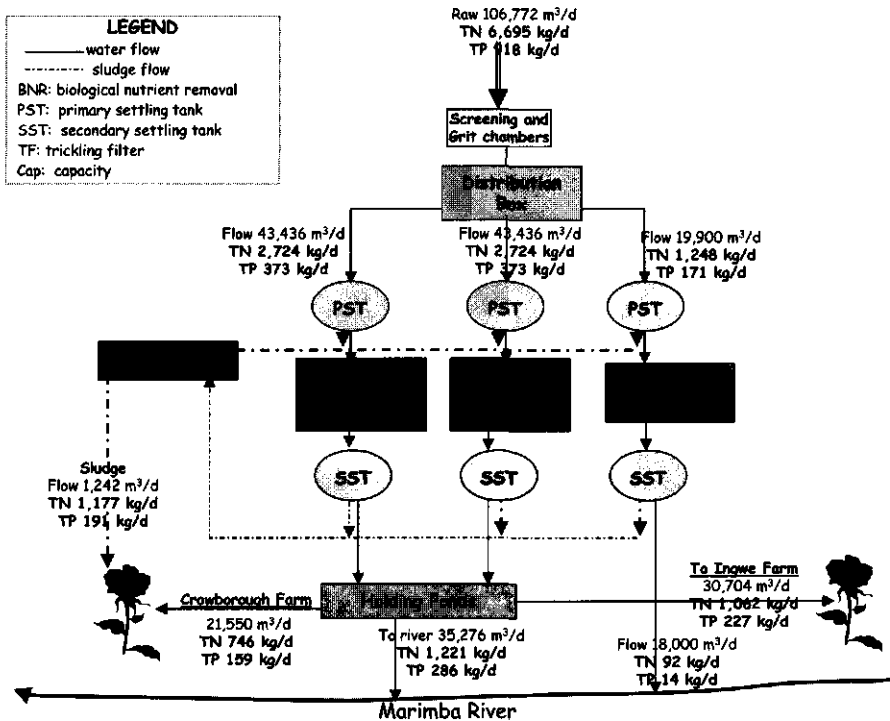 LEGEND
water flow
sludge flow
BNR: biological nutrient removal
PST: primary settling tank
SST: secondary settling tank
TF: trickling filter
Cap: capacity
Raw 106,772 m³/d
TN 6,695 kg/d
TP 918 kg/d
Screening and
Grit chambers
Distribution
Box
Flow 43,436 m³/d
TN 2,724 kg/d
TP 373 kg/d
Flow 43,436 m³/d
TN 2,724 kg/d
TP 373 kg/d
Flow 19,900 m³/d
TN 1,248 kg/d
TP 171 kg/d
PST
PST
PST
SST
SST
SST
Sludge
Flow 1,242 m³/d
TN 1,177 kg/d
TP 191 kg/d
Holding Ponds
Crowborough Farm
21,550 m³/d
TN 746 kg/d
TP 159 kg/d
To river 35,276 m³/d
TN 1,221 kg/d
TP 286 kg/d
To Ingwe Farm
30,704 m³/d
TN 1,062 kg/d
TP 227 kg/d
Flow 18,000 m³/d
TN 92 kg/d
TP 14 kg/d
Marimba River